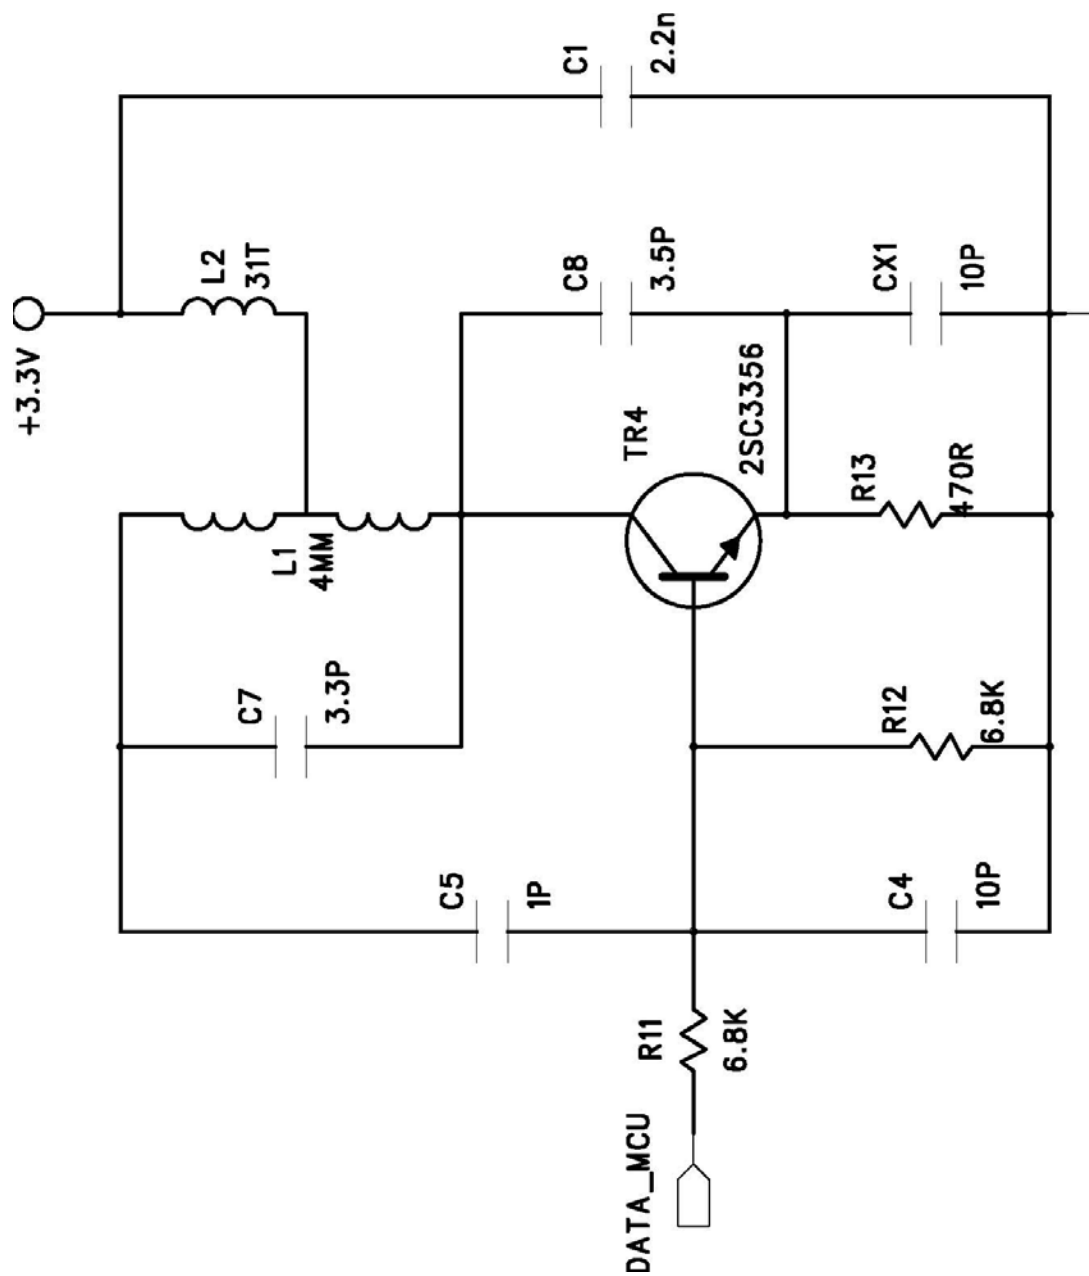 C1
2.2n
L2
31T
C8
3.5P
CX1
10P
+3.3V
TR4
2SC3356
R13
470R
L1
4MM
C7
3.3P
R12
6.8K
C5
1P
C4
10P
R11
6.8K
DATA_MCU